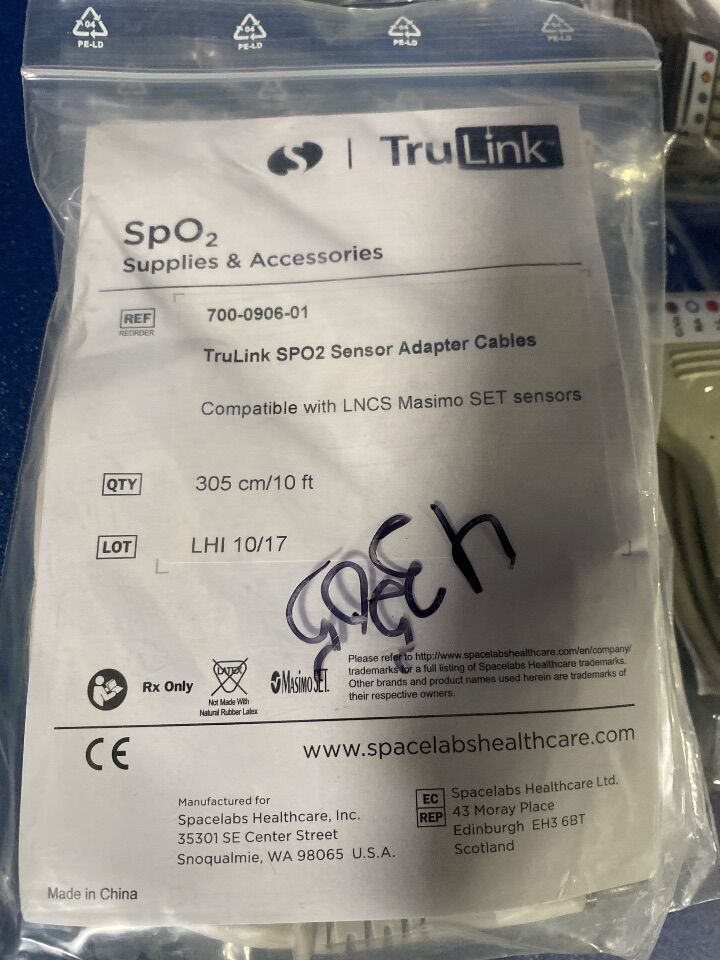 04 04 04 04
PE-LD PE-LD PE-LD PE-LD
S | TruLink™
SpO₂
Supplies & Accessories
REF 700-0906-01
REORDER
TruLink SPO2 Sensor Adapter Cables
Compatible with LNCS Masimo SET sensors
QTY 305 cm/10 ft
LOT LHI 10/17
Rx Only
LATEX
Not Made With
Natural Rubber Latex
Masimo SET.
Please refer to http://www.spacelabshealthcare.com/en/company/
trademarks for a full listing of Spacelabs Healthcare trademarks.
Other brands and product names used herein are trademarks of
their respective owners.
CE
www.spacelabshealthcare.com
Manufactured for
Spacelabs Healthcare, Inc.
35301 SE Center Street
Snoqualmie, WA 98065 U.S.A.
EC REP
Spacelabs Healthcare Ltd.
43 Moray Place
Edinburgh EH3 6BT
Scotland
Made in China